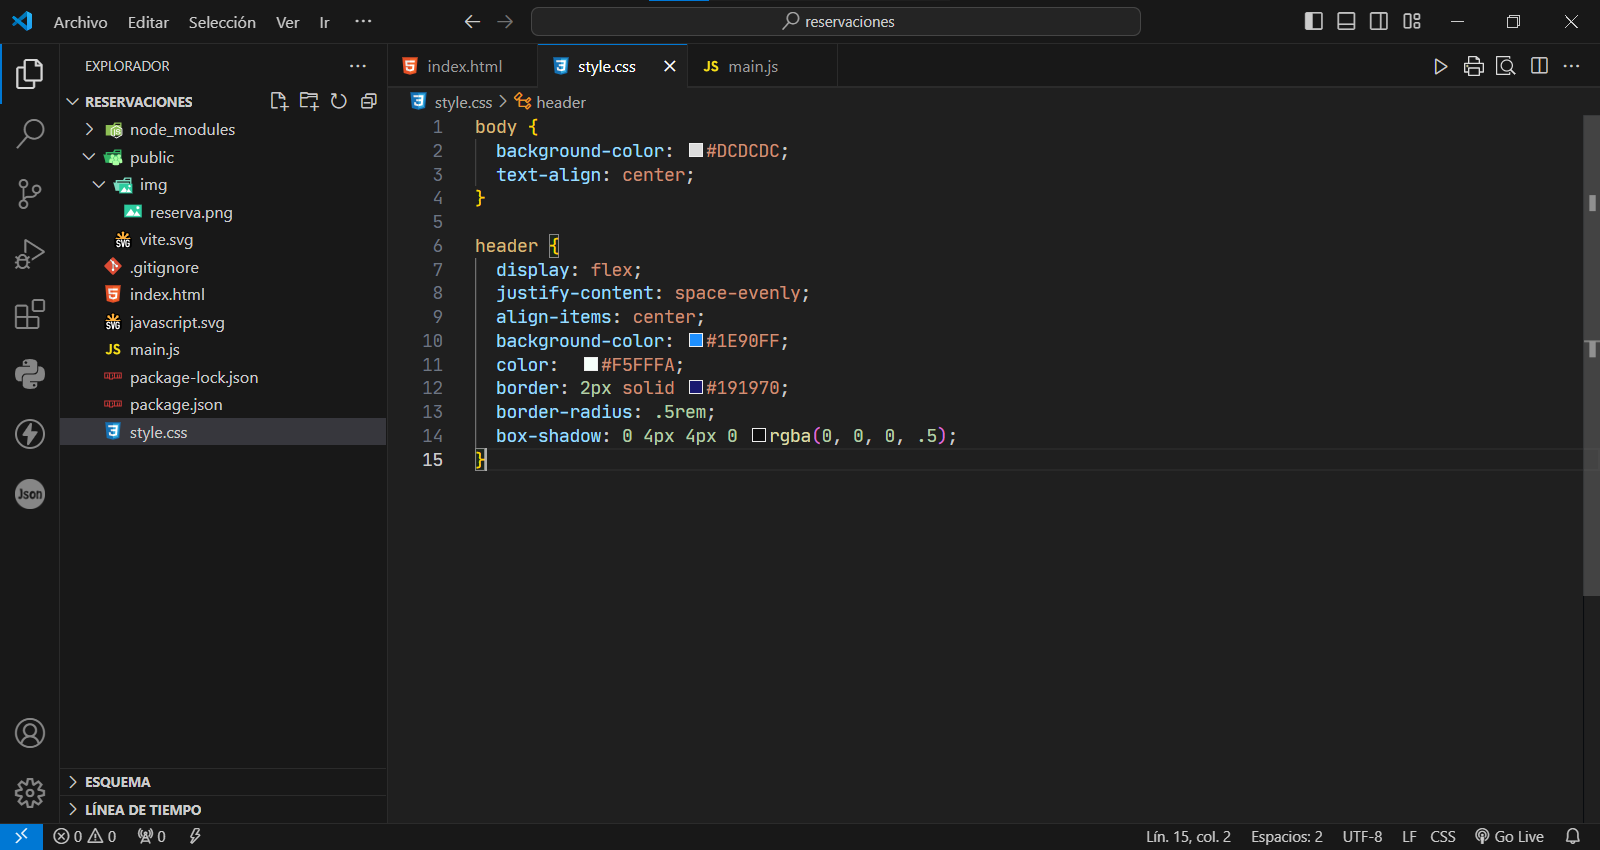 Archivo Editar Selección Ver Ir ···
reservaciones
EXPLORADOR
RESERVACIONES
node_modules
public
img
reserva.png
vite.svg
.gitignore
index.html
javascript.svg
JS main.js
package-lock.json
package.json
style.css
Json
ESQUEMA
LÍNEA DE TIEMPO
index.html
style.css
JS main.js
style.css > header
1 body {
2 background-color: #DCDCDC;
3 text-align: center;
4 }
5
6 header {
7 display: flex;
8 justify-content: space-evenly;
9 align-items: center;
10 background-color: #1E90FF;
11 color: #F5FFFA;
12 border: 2px solid #191970;
13 border-radius: .5rem;
14 box-shadow: 0 4px 4px 0 rgba(0, 0, 0, .5);
15 }
0 0 0
Lín. 15, col. 2 Espacios: 2 UTF-8 LF CSS Go Live